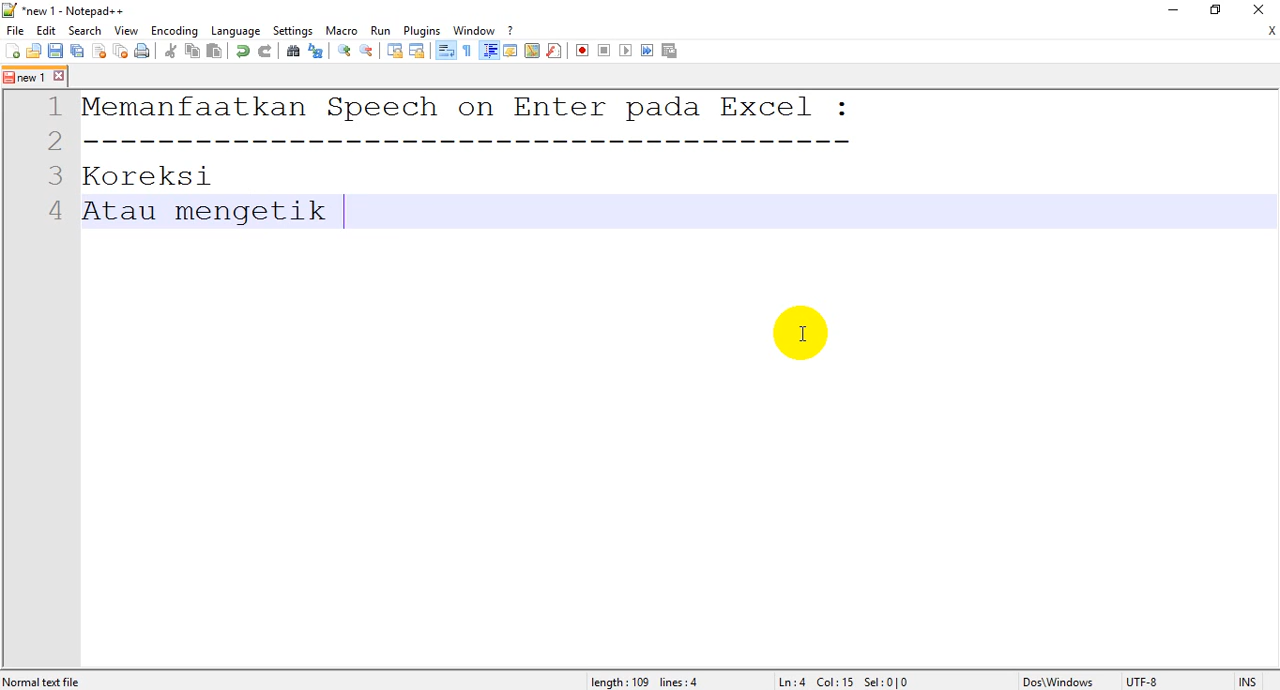 *new 1 - Notepad++
File Edit Search View Encoding Language Settings Macro Run Plugins Window ? X
new 1
1 Memanfaatkan Speech on Enter pada Excel :
2 -----------------------------------------
3 Koreksi
4 Atau mengetik
Normal text file length : 109 lines : 4 Ln : 4 Col : 15 Sel : 0 | 0 Dos\Windows UTF-8 INS